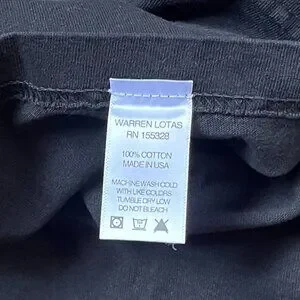 WARREN LOTAS
RN 155328
100% COTTON
MADE IN USA
MACHINE WASH COLD
WITH LIKE COLORS
TUMBLE DRY LOW
DO NOT BLEACH